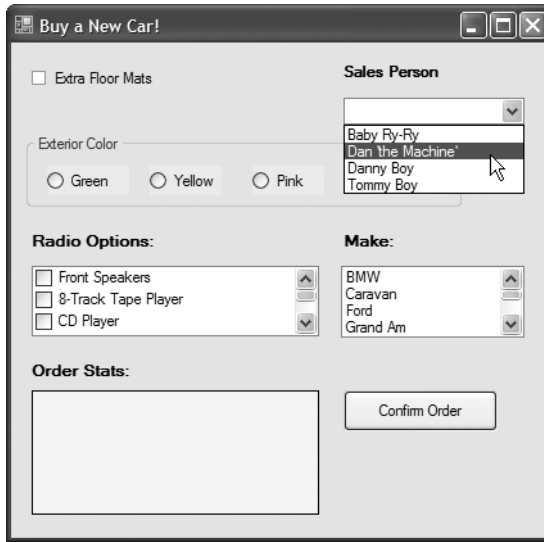 Buy a New Car!
Extra Floor Mats
Sales Person
Baby Ry-Ry
Dan 'the Machine'
Danny Boy
Tommy Boy
Exterior Color
Green Yellow Pink
Radio Options:
Front Speakers
8-Track Tape Player
CD Player
Make:
BMW
Caravan
Ford
Grand Am
Order Stats:
Confirm Order